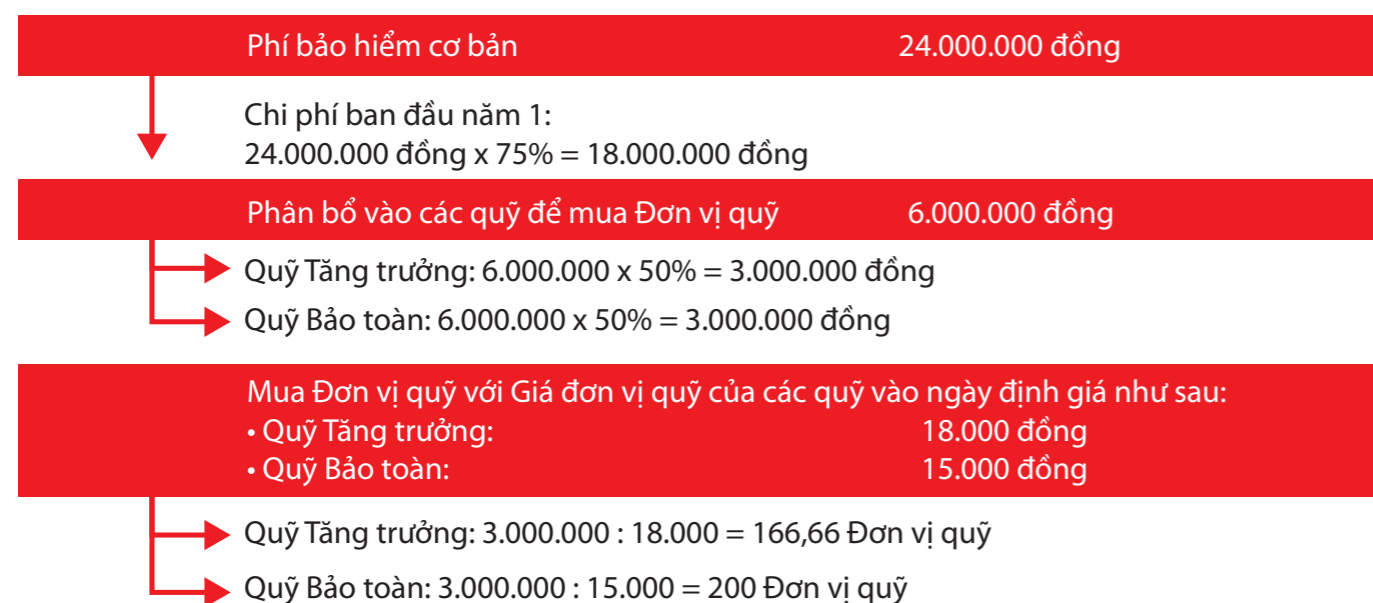 Phí bảo hiểm cơ bản 24.000.000 đồng
Chi phí ban đầu năm 1:
24.000.000 đồng x 75% = 18.000.000 đồng
Phân bổ vào các quỹ để mua Đơn vị quỹ 6.000.000 đồng
Quỹ Tăng trưởng: 6.000.000 x 50% = 3.000.000 đồng
Quỹ Bảo toàn: 6.000.000 x 50% = 3.000.000 đồng
Mua Đơn vị quỹ với Giá đơn vị quỹ của các quỹ vào ngày định giá như sau:
• Quỹ Tăng trưởng: 18.000 đồng
• Quỹ Bảo toàn: 15.000 đồng
Quỹ Tăng trưởng: 3.000.000 : 18.000 = 166,66 Đơn vị quỹ
Quỹ Bảo toàn: 3.000.000 : 15.000 = 200 Đơn vị quỹ